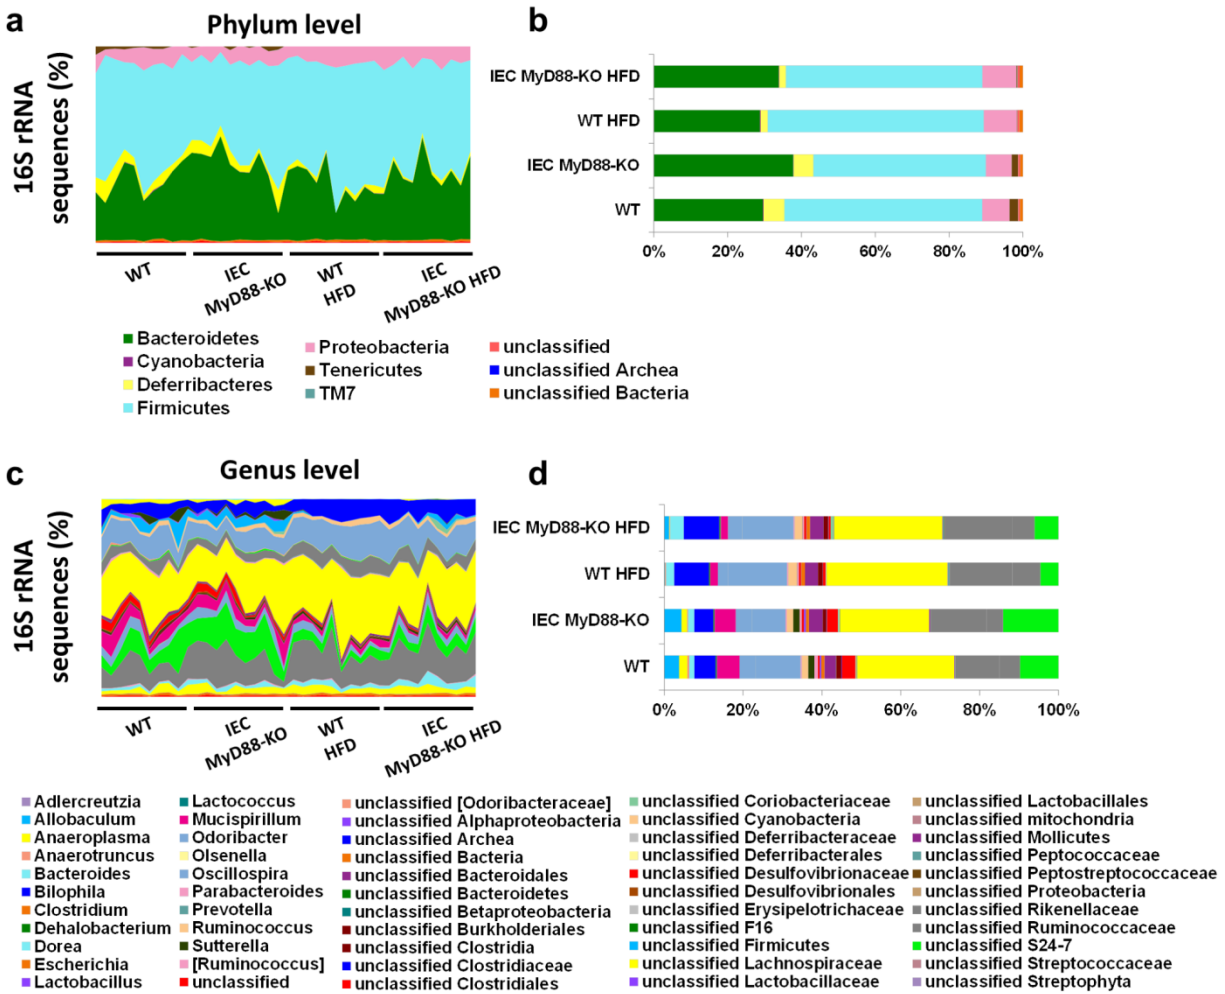 a
Phylum level
16S rRNA
sequences (%)
WT
IEC
MyD88-KO
WT
HFD
IEC
MyD88-KO HFD
Bacteroidetes
Cyanobacteria
Deferribacteres
Firmicutes
Proteobacteria
Tenericutes
TM7
unclassified
unclassified Archea
unclassified Bacteria
b
IEC MyD88-KO HFD
WT HFD
IEC MyD88-KO
WT
0% 20% 40% 60% 80% 100%
c
Genus level
16S rRNA
sequences (%)
WT
IEC
MyD88-KO
WT
HFD
IEC
MyD88-KO HFD
d
IEC MyD88-KO HFD
WT HFD
IEC MyD88-KO
WT
0% 20% 40% 60% 80% 100%
Adlercreutzia
Allobaculum
Anaeroplasma
Anaerotruncus
Bacteroides
Bilophila
Clostridium
Dehalobacterium
Dorea
Escherichia
Lactobacillus
Lactococcus
Mucispirillum
Odoribacter
Olsenella
Oscillospira
Parabacteroides
Prevotella
Ruminococcus
Sutterella
[Ruminococcus]
unclassified
unclassified [Odoribacteraceae]
unclassified Alphaproteobacteria
unclassified Archea
unclassified Bacteria
unclassified Bacteroidales
unclassified Bacteroidetes
unclassified Betaproteobacteria
unclassified Burkholderiales
unclassified Clostridia
unclassified Clostridiaceae
unclassified Clostridiales
unclassified Coriobacteriaceae
unclassified Cyanobacteria
unclassified Deferribacteraceae
unclassified Deferribacterales
unclassified Desulfovibrionaceae
unclassified Desulfovibrionales
unclassified Erysipelotrichaceae
unclassified F16
unclassified Firmicutes
unclassified Lachnospiraceae
unclassified Lactobacillaceae
unclassified Lactobacillales
unclassified mitochondria
unclassified Mollicutes
unclassified Peptococcaceae
unclassified Peptostreptococcaceae
unclassified Proteobacteria
unclassified Rikenellaceae
unclassified Ruminococcaceae
unclassified S24-7
unclassified Streptococcaceae
unclassified Streptophyta